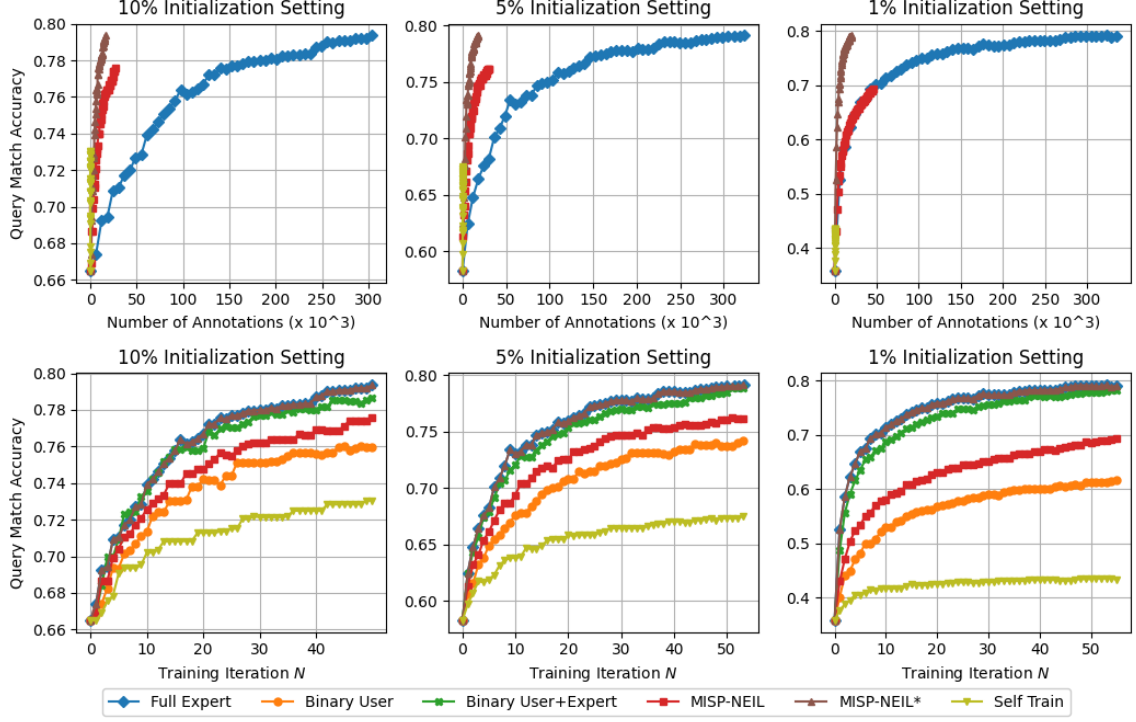 10% Initialization Setting
5% Initialization Setting
1% Initialization Setting
Query Match Accuracy
0.80
0.78
0.76
0.74
0.72
0.70
0.68
0.66
0 50 100 150 200 250 300
Number of Annotations (x 10^3)
0.80
0.75
0.70
0.65
0.60
0 50 100 150 200 250 300
Number of Annotations (x 10^3)
0.8
0.7
0.6
0.5
0.4
0 50 100 150 200 250 300
Number of Annotations (x 10^3)
10% Initialization Setting
5% Initialization Setting
1% Initialization Setting
Query Match Accuracy
0.80
0.78
0.76
0.74
0.72
0.70
0.68
0.66
0 10 20 30 40
Training Iteration N
0.80
0.75
0.70
0.65
0.60
0 10 20 30 40 50
Training Iteration N
0.8
0.7
0.6
0.5
0.4
0 10 20 30 40 50
Training Iteration N
Full Expert Binary User Binary User+Expert MISP-NEIL MISP-NEIL* Self Train